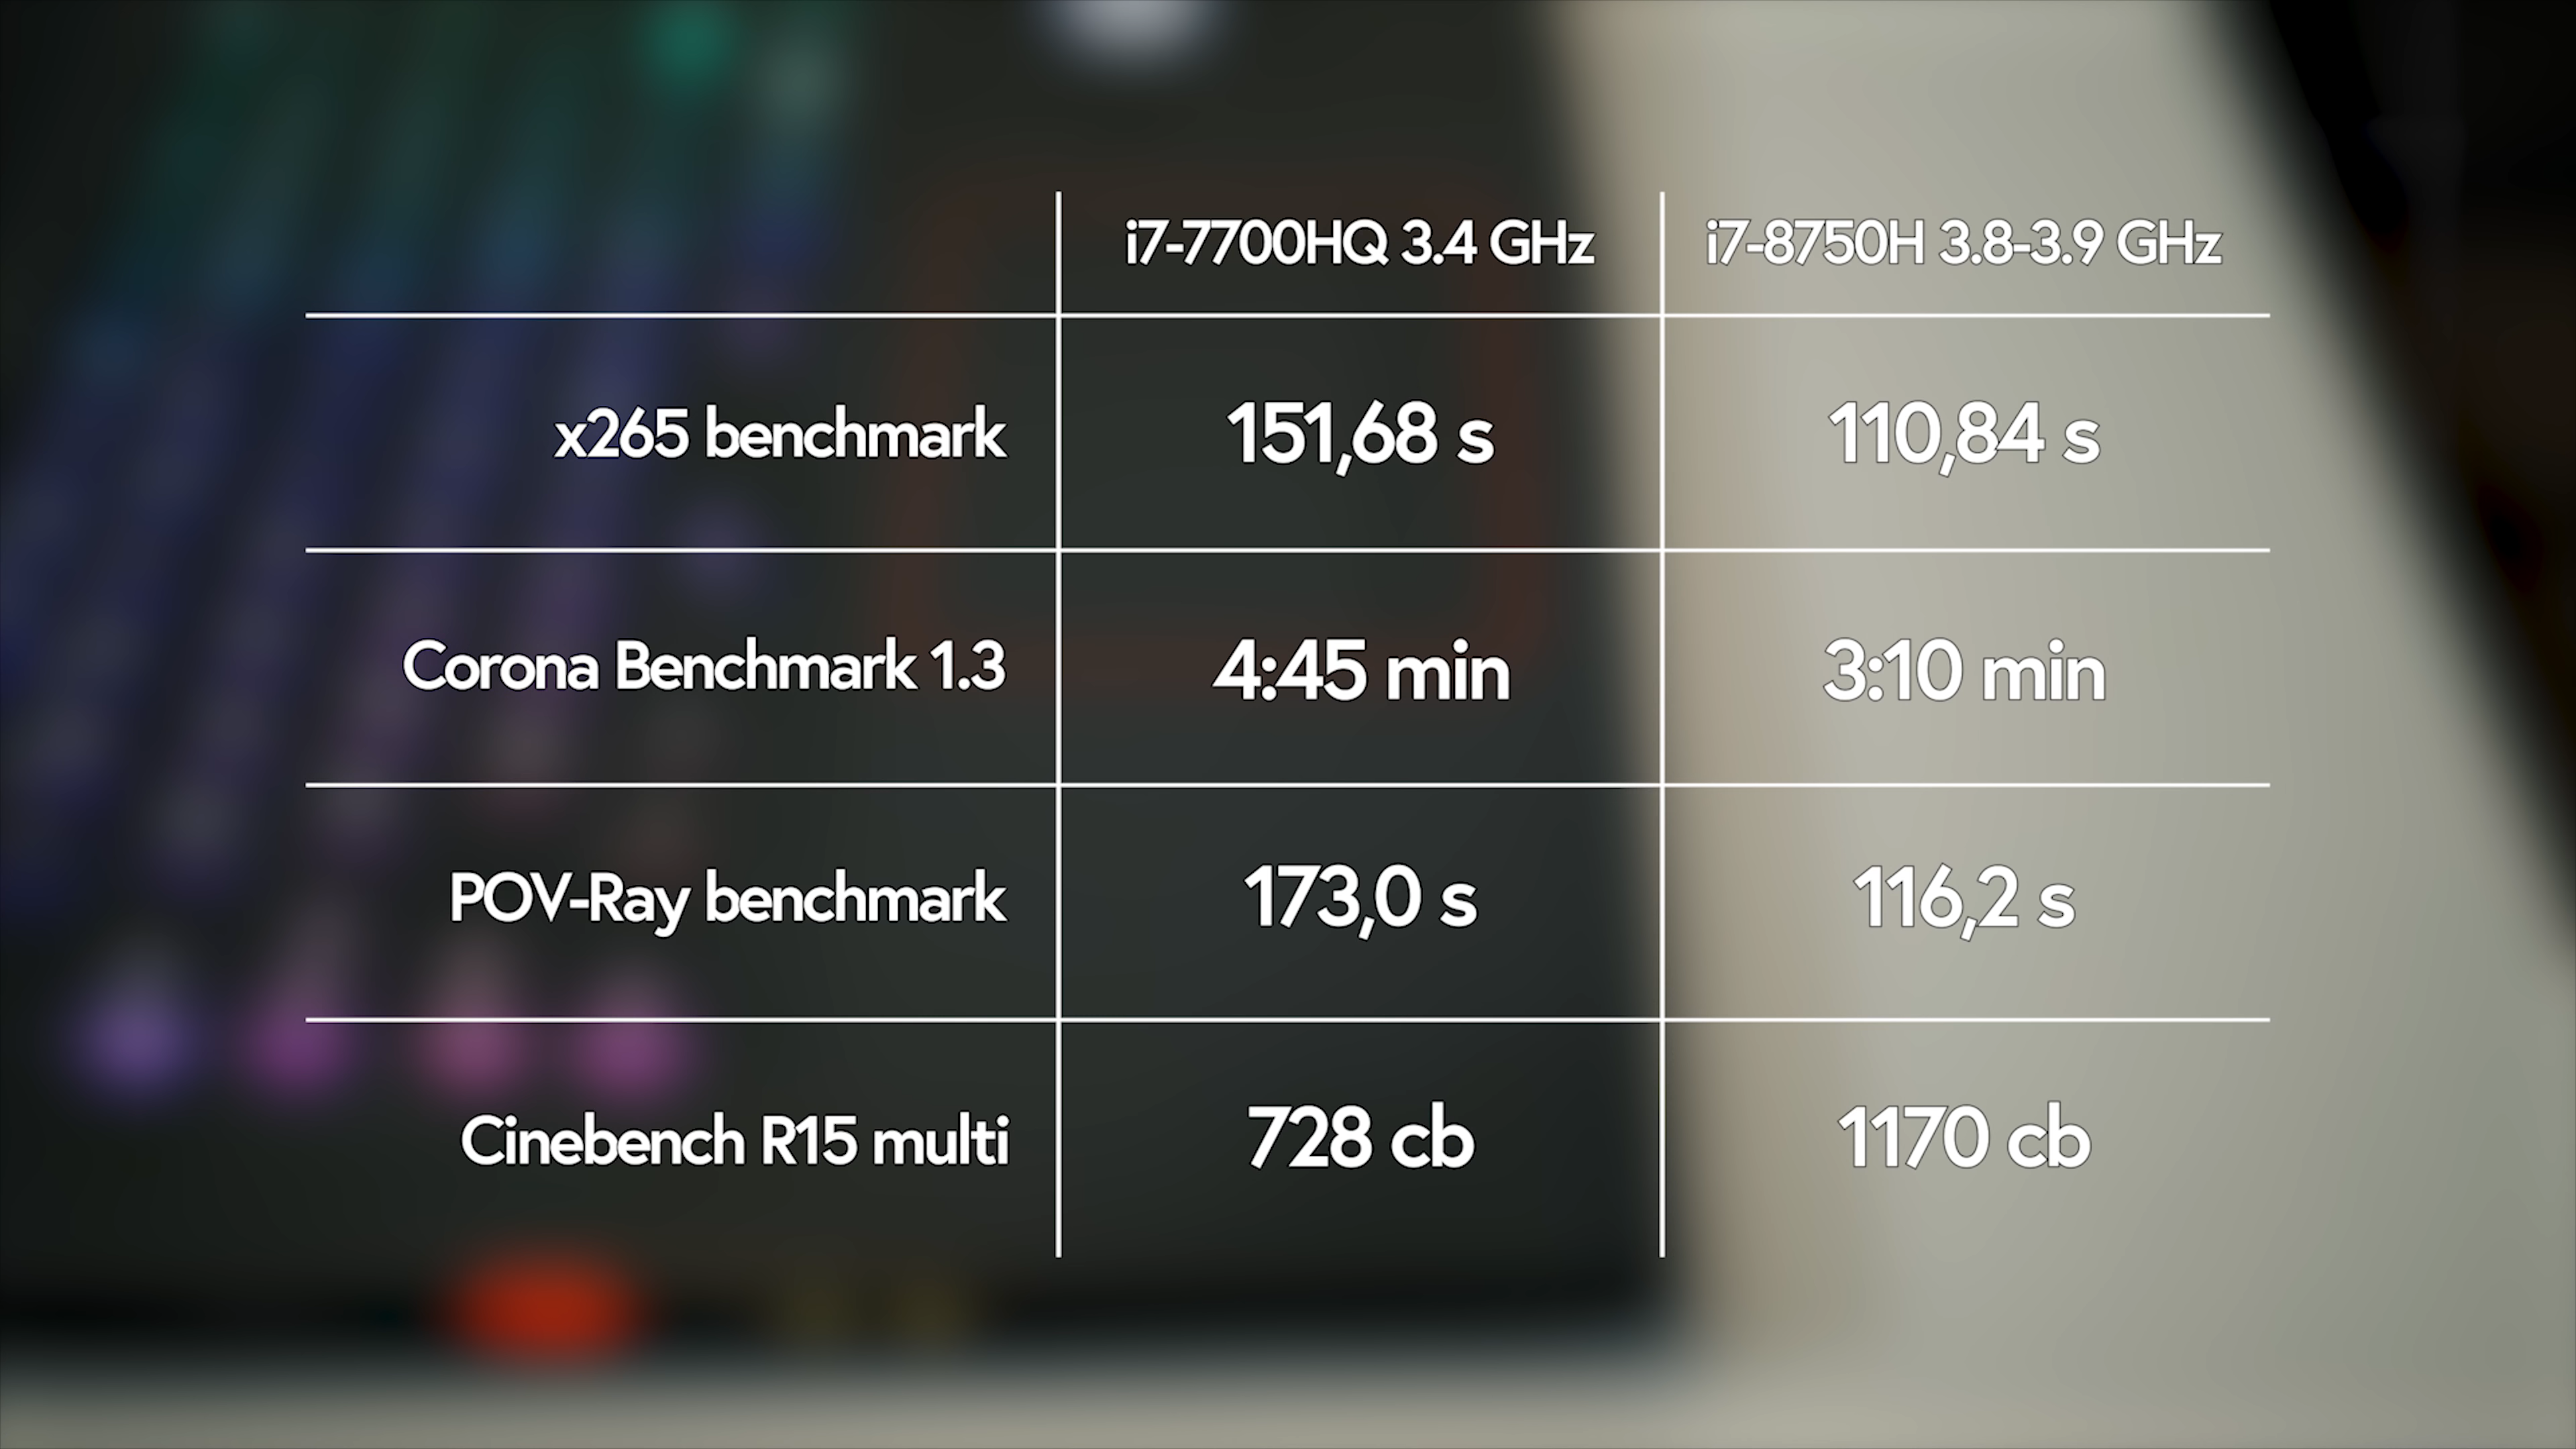 i7-7700HQ 3.4 GHz i7-8750H 3.8-3.9 GHz
x265 benchmark 151,68 s 110,84 s
Corona Benchmark 1.3 4:45 min 3:10 min
POV-Ray benchmark 173,0 s 116,2 s
Cinebench R15 multi 728 cb 1170 cb